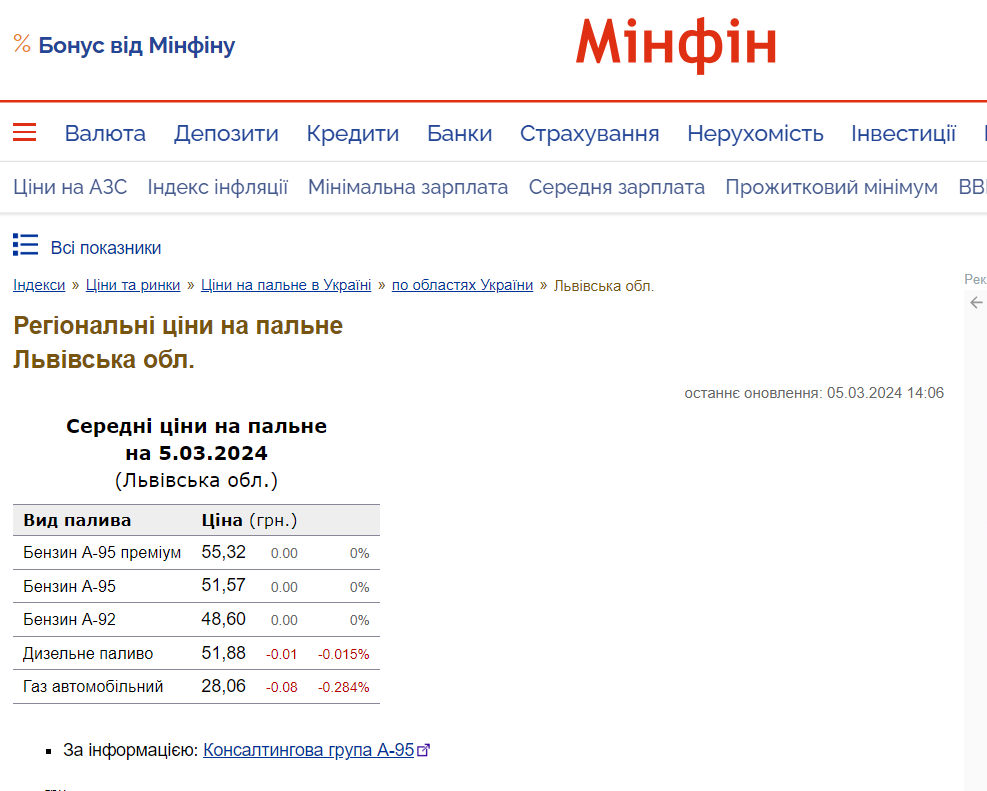 % Бонус від Мінфіну
Мінфін
Валюта Депозити Кредити Банки Страхування Нерухомість Інвестиції
Ціни на АЗС Індекс інфляції Мінімальна зарплата Середня зарплата Прожитковий мінімум ВВ
Всі показники
Індекси » Ціни та ринки » Ціни на пальне в Україні » по областях України » Львівська обл.
Рек
Регіональні ціни на пальне
Львівська обл.
останнє оновлення: 05.03.2024 14:06
Середні ціни на пальне
на 5.03.2024
(Львівська обл.)
Вид палива Ціна (грн.)
Бензин А-95 преміум 55,32 0.00 0%
Бензин А-95 51,57 0.00 0%
Бензин А-92 48,60 0.00 0%
Дизельне паливо 51,88 -0.01 -0.015%
Газ автомобільний 28,06 -0.08 -0.284%
▪ За інформацією: Консалтингова група А-95